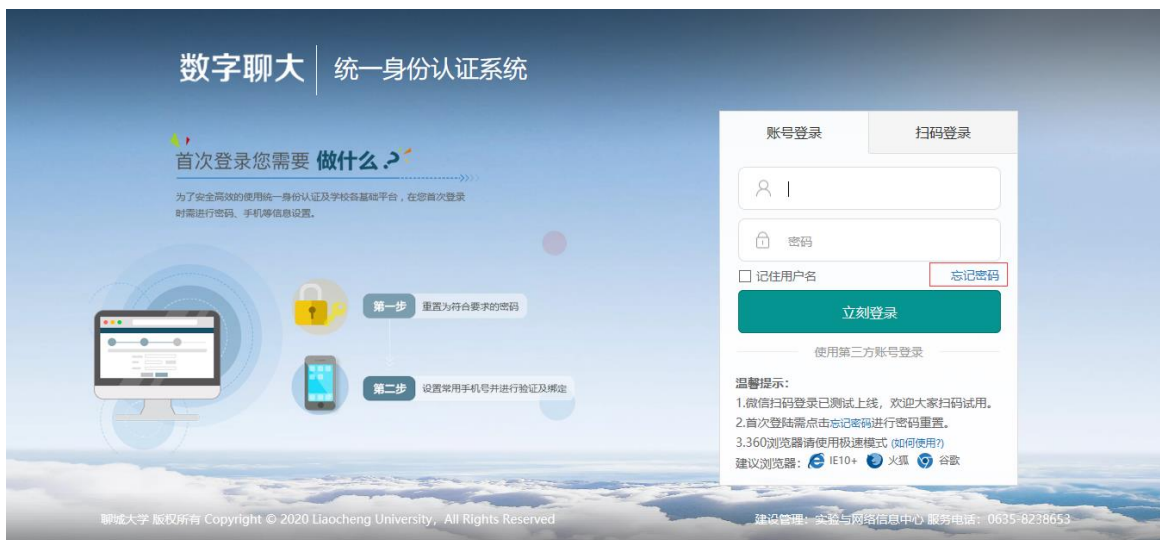 数字聊大
统一身份认证系统
首次登录您需要 做什么?
为了安全高效的使用统一身份认证及学校各基础平台，在您首次登录
时需进行密码、手机等信息设置。
第一步
重置为符合要求的密码
第二步
设置常用手机号并进行验证及绑定
账号登录
扫码登录
密码
记住用户名
忘记密码
立刻登录
使用第三方账号登录
温馨提示：
1.微信扫码登录已测试上线，欢迎大家扫码试用。
2.首次登陆需点击忘记密码进行密码重置。
3.360浏览器请使用极速模式 (如何使用?)
建议浏览器： IE10+ 火狐 谷歌
聊城大学 版权所有 Copyright © 2020 Liaocheng University，All Rights Reserved
建设管理：实验与网络信息中心 服务电话：0635-8238653